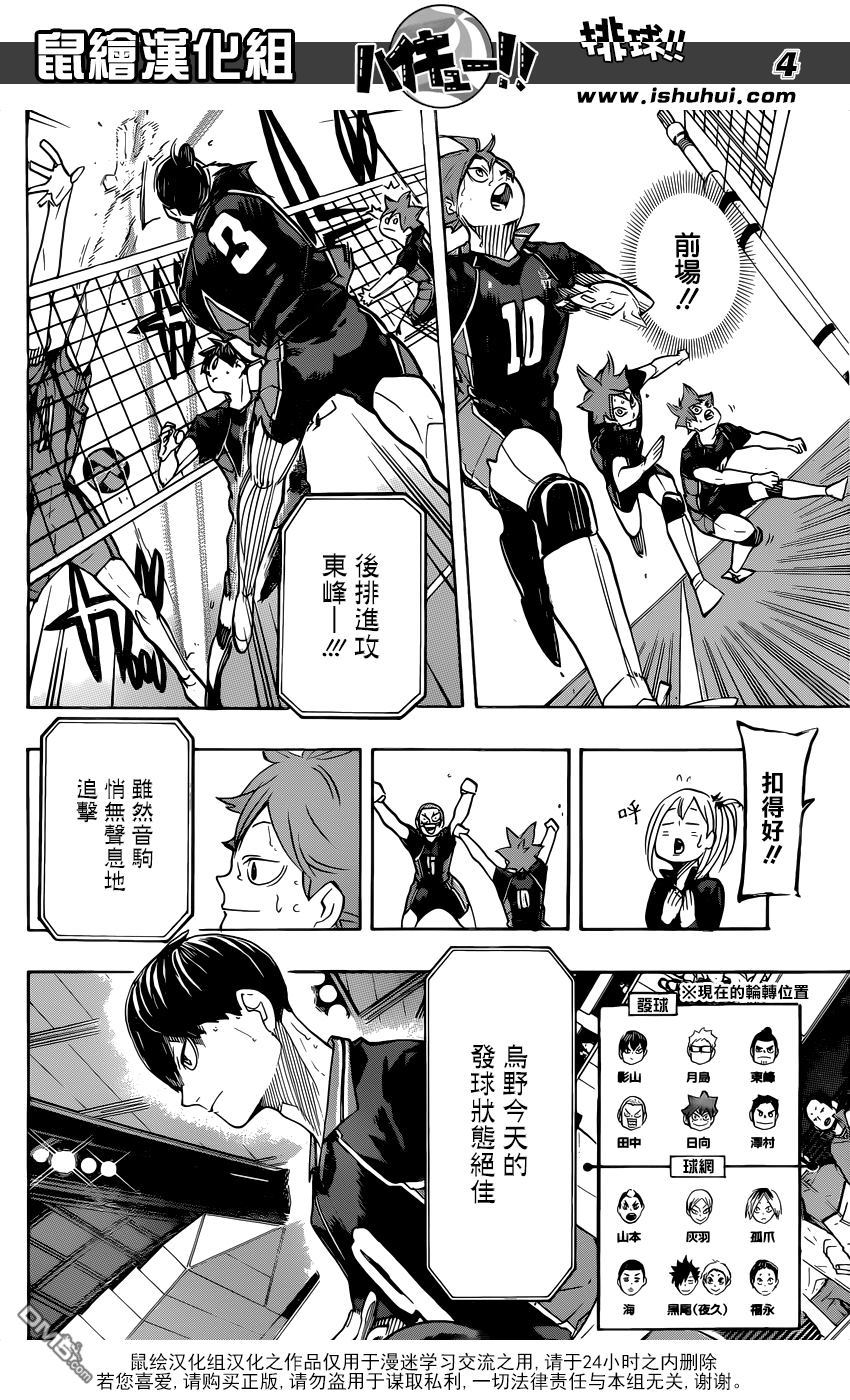 鼠繪漢化組
ハイキュー!!
排球!!
4
www.ishuhui.com
前場!!
3
10
後排進攻
東峰—!!!
扣得好!!
呼
5
10
雖然音駒
悄無聲息地
追擊
烏野今天的
發球狀態絕佳
※現在的輪轉位置
發球
影山 月島 東峰
田中 日向 澤村
球網
山本 灰羽 孤爪
海 黑尾(夜久) 福永
鼠绘汉化组汉化之作品仅用于漫迷学习交流之用, 请于24小时之内删除
若您喜爱, 请购买正版, 请勿盗用于谋取私利, 一切法律责任与本组无关, 谢谢。